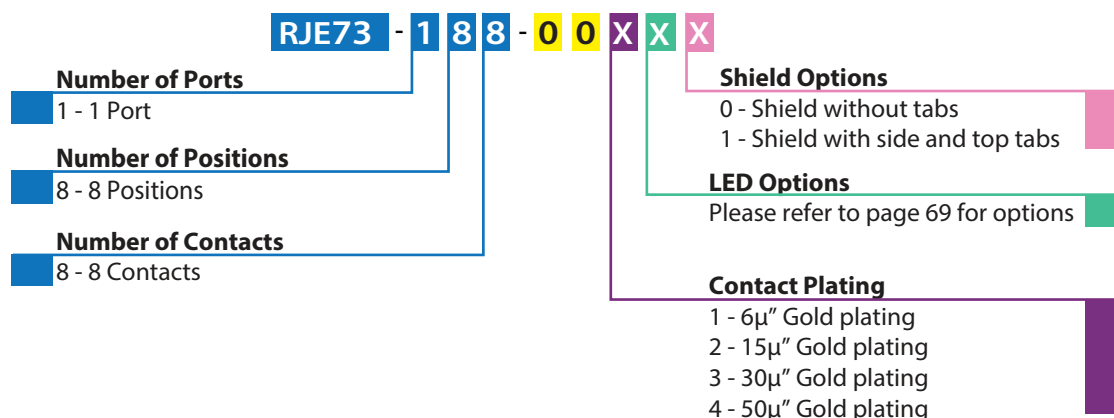 RJE73 - 1 8 8 - 0 0 X X X
Number of Ports
1 - 1 Port
Number of Positions
8 - 8 Positions
Number of Contacts
8 - 8 Contacts
Shield Options
0 - Shield without tabs
1 - Shield with side and top tabs
LED Options
Please refer to page 69 for options
Contact Plating
1 - 6µ” Gold plating
2 - 15µ” Gold plating
3 - 30µ” Gold plating
4 - 50µ” Gold plating